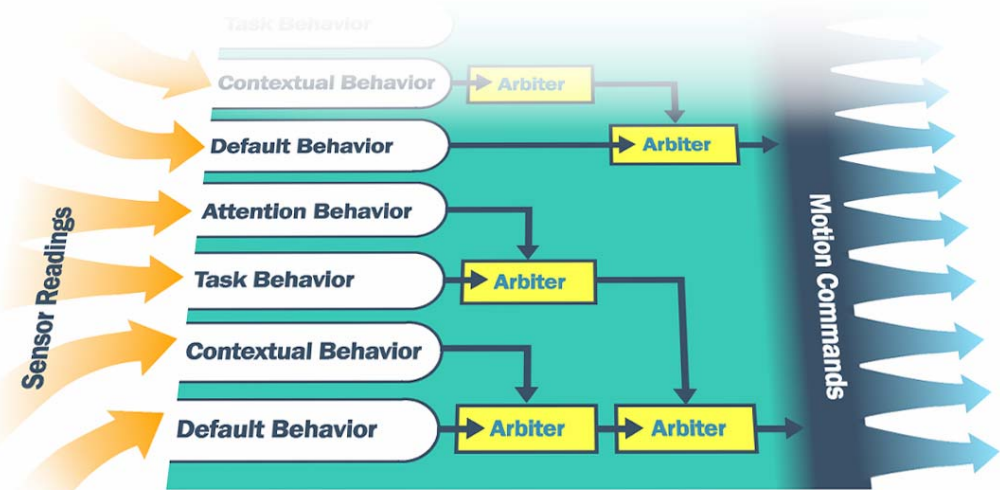 Task Behavior
Contextual Behavior
Arbiter
Default Behavior
Arbiter
Attention Behavior
Task Behavior
Arbiter
Contextual Behavior
Default Behavior
Arbiter
Arbiter
Sensor Readings
Motion Commands